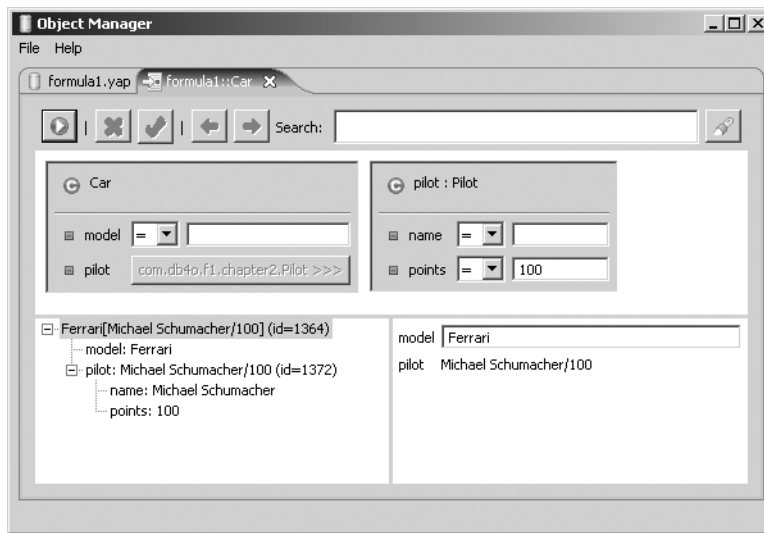 Object Manager
File Help
formula1.yap formula1::Car
Search:
Car
model =
pilot com.db4o.f1.chapter2.Pilot >>>
pilot : Pilot
name =
points = 100
Ferrari[Michael Schumacher/100] (id=1364)
model: Ferrari
pilot: Michael Schumacher/100 (id=1372)
name: Michael Schumacher
points: 100
model Ferrari
pilot Michael Schumacher/100